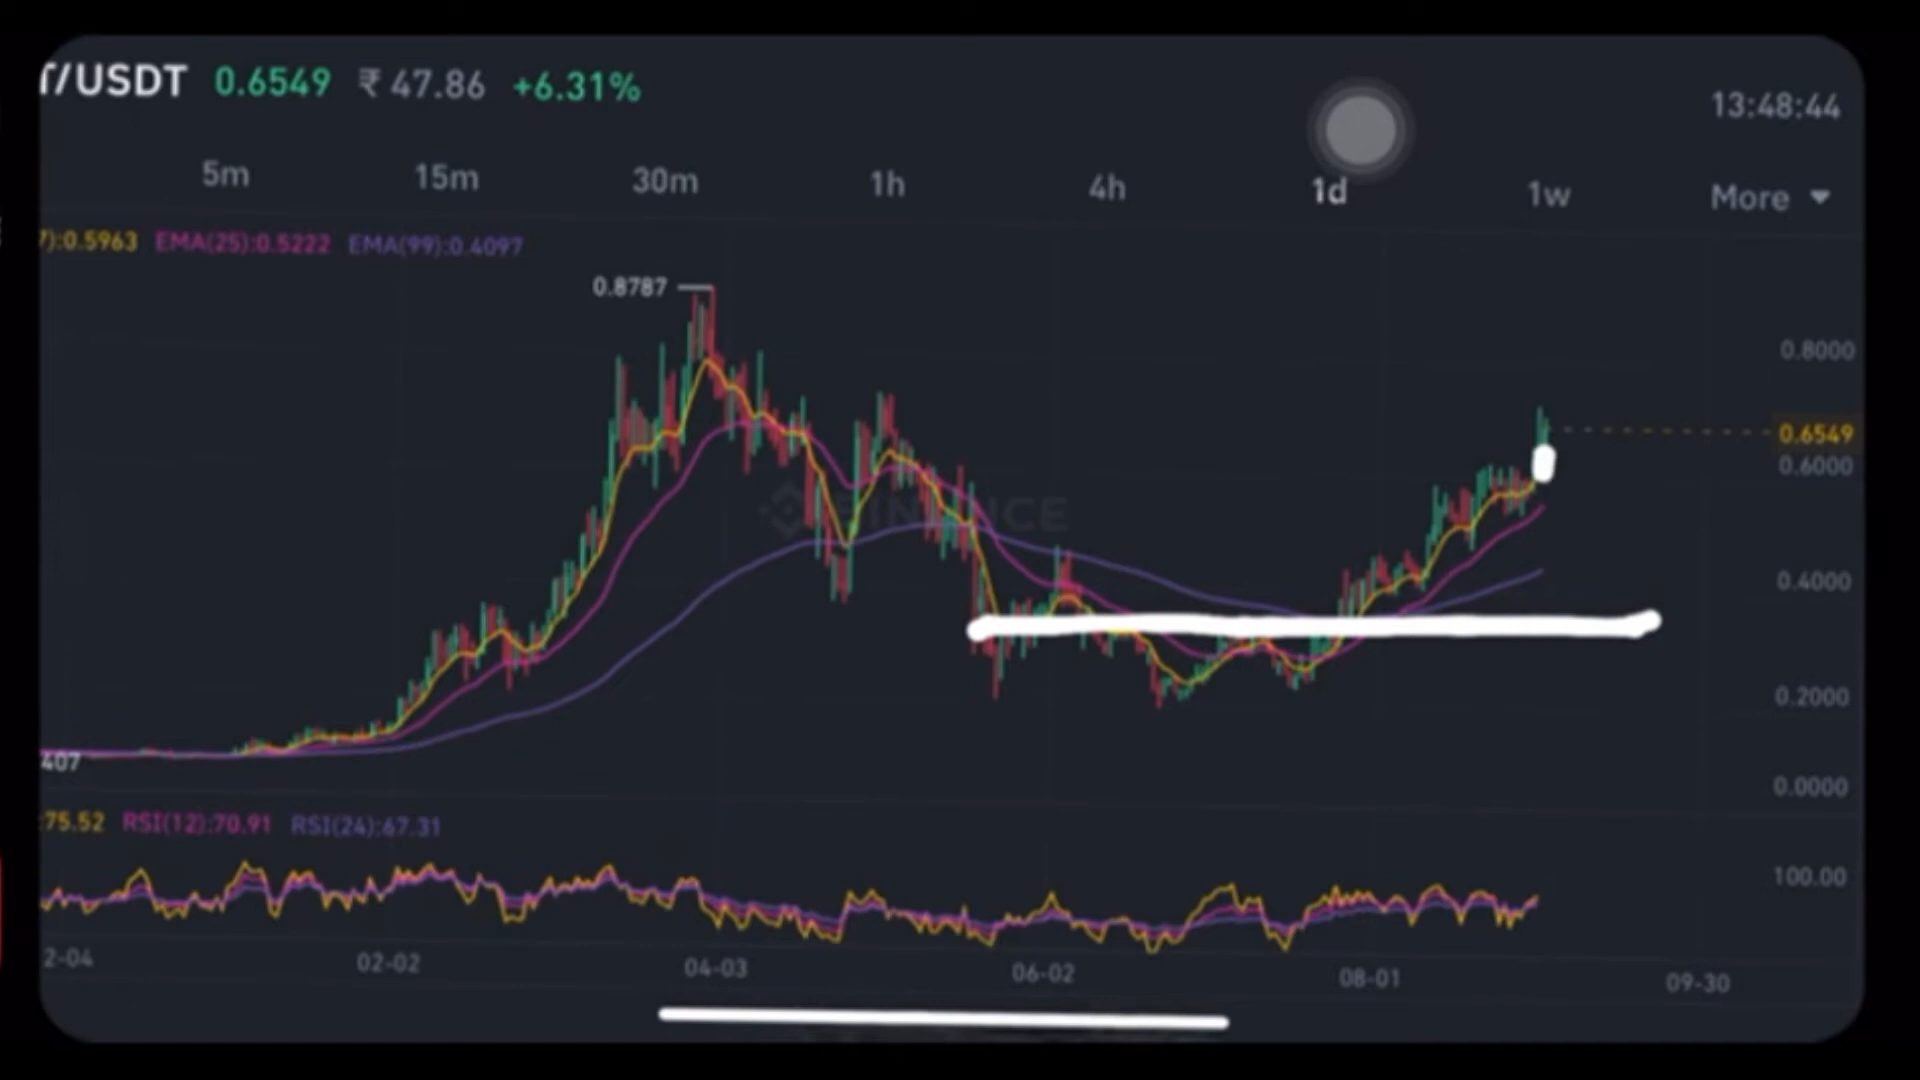 T/USDT 0.6549 ₹ 47.86 +6.31%
13:48:44
5m 15m 30m 1h 4h 1d 1w More
7):0.5963 EMA(25):0.5222 EMA(99):0.4097
0.8787
0.8000
0.6549
0.6000
BINANCE
0.4000
0.2000
407
0.0000
:75.52 RSI(12):70.91 RSI(24):67.31
100.00
2-04 02-02 04-03 06-02 08-01 09-30